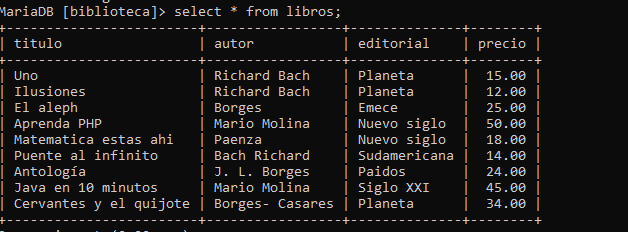 MariaDB [biblioteca]> select * from libros;
+------------------------+------------------+--------------+--------+
| titulo                 | autor            | editorial    | precio |
+------------------------+------------------+--------------+--------+
| Uno                    | Richard Bach     | Planeta      |  15.00 |
| Ilusiones              | Richard Bach     | Planeta      |  12.00 |
| El aleph               | Borges           | Emece        |  25.00 |
| Aprenda PHP            | Mario Molina     | Nuevo siglo  |  50.00 |
| Matematica estas ahi   | Paenza           | Nuevo siglo  |  18.00 |
| Puente al infinito     | Bach Richard     | Sudamericana |  14.00 |
| Antología              | J. L. Borges     | Paidos       |  24.00 |
| Java en 10 minutos     | Mario Molina     | Siglo XXI    |  45.00 |
| Cervantes y el quijote | Borges- Casares  | Planeta      |  34.00 |
+------------------------+------------------+--------------+--------+